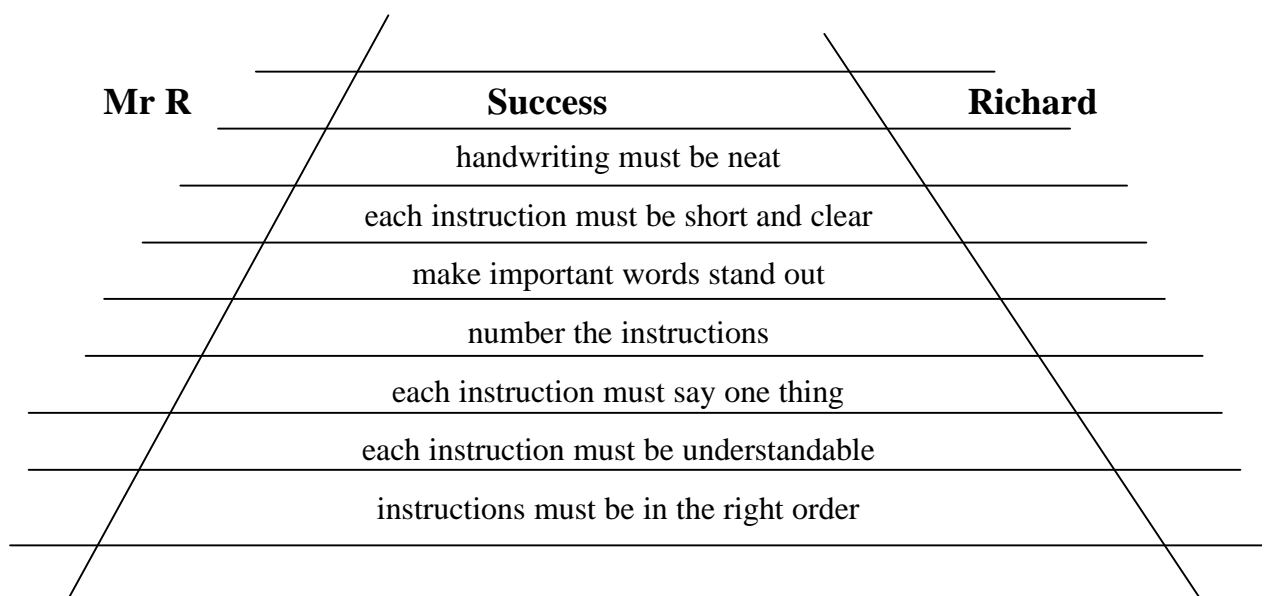 Mr R Success Richard
handwriting must be neat
each instruction must be short and clear
make important words stand out
number the instructions
each instruction must say one thing
each instruction must be understandable
instructions must be in the right order